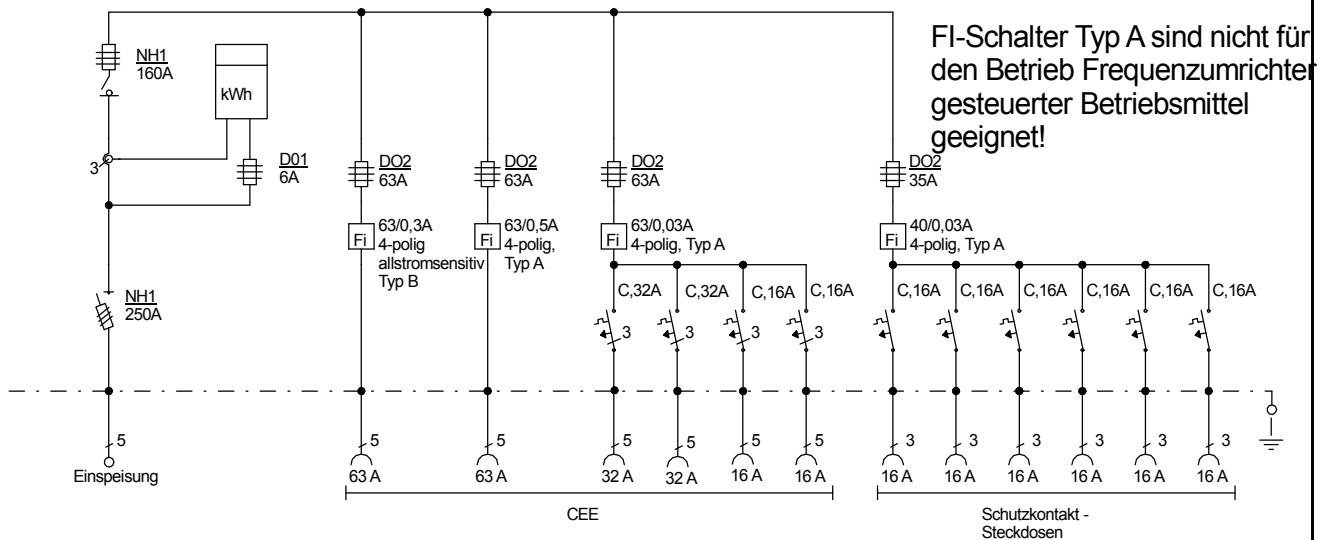 FI-Schalter Typ A sind nicht für
den Betrieb Frequenzumrichter
gesteuerter Betriebsmittel
geeignet!
NH1
160A
kWh
3
D01
6A
NH1
250A
DO2
63A
DO2
63A
DO2
63A
DO2
35A
Fi
63/0,3A
4-polig
allstromsensitiv
Typ B
Fi
63/0,5A
4-polig,
Typ A
Fi
63/0,03A
4-polig, Typ A
Fi
40/0,03A
4-polig, Typ A
C,32A
C,32A
C,16A
C,16A
C,16A
C,16A
C,16A
C,16A
C,16A
C,16A
3
3
3
3
5
5
5
5
5
5
5
3
3
3
3
3
3
Einspeisung
63 A
63 A
32 A
32 A
16 A
16 A
16 A
16 A
16 A
16 A
16 A
16 A
CEE
Schutzkontakt -
Steckdosen